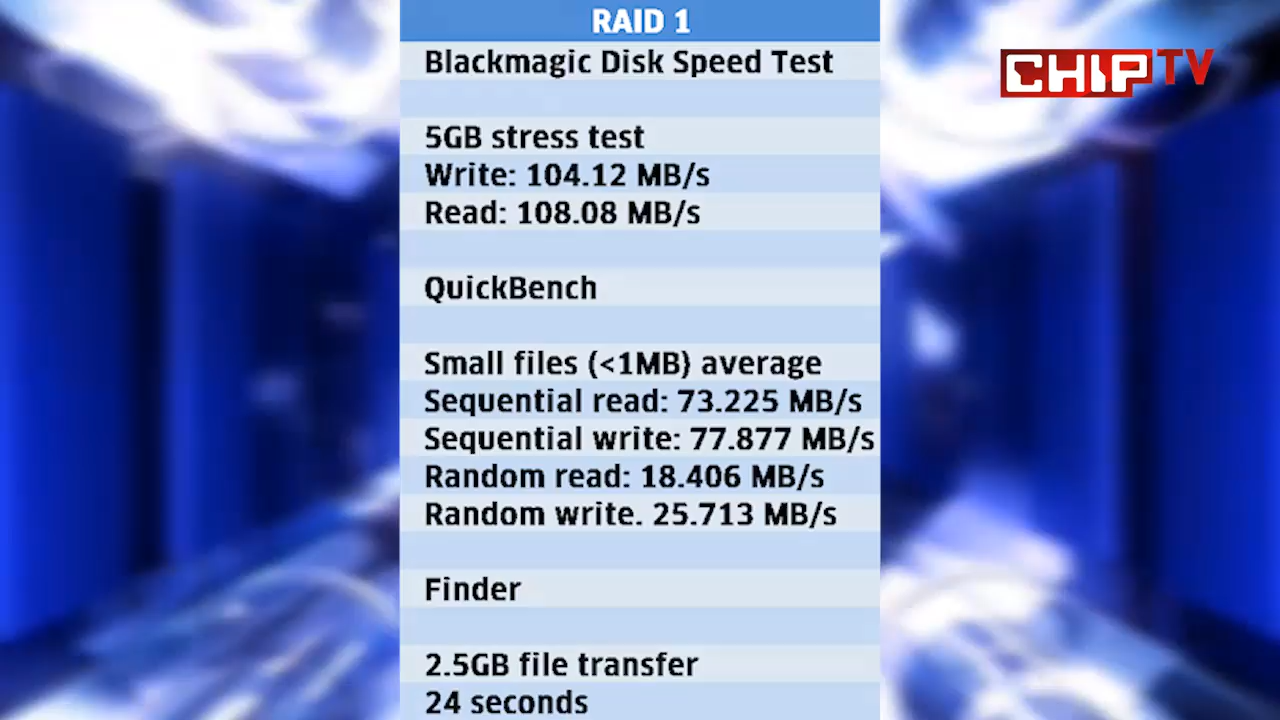 RAID 1
CHIP TV
Blackmagic Disk Speed Test
5GB stress test
Write: 104.12 MB/s
Read: 108.08 MB/s
QuickBench
Small files (<1MB) average
Sequential read: 73.225 MB/s
Sequential write: 77.877 MB/s
Random read: 18.406 MB/s
Random write. 25.713 MB/s
Finder
2.5GB file transfer
24 seconds